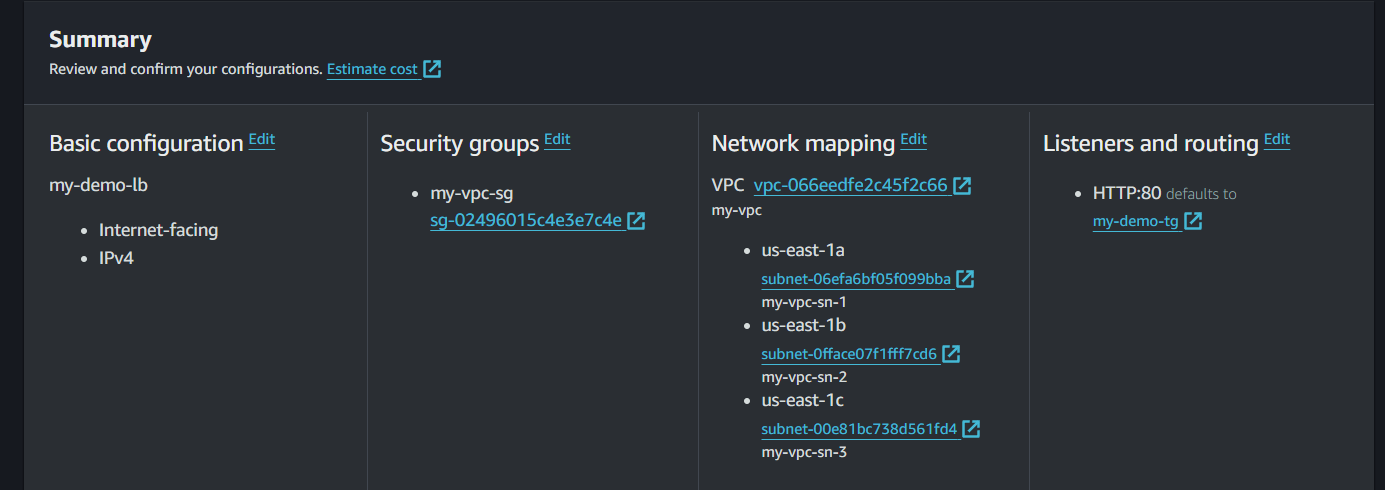 Summary
Review and confirm your configurations. Estimate cost
Basic configuration Edit
my-demo-lb
Internet-facing
IPv4
Security groups Edit
my-vpc-sg
sg-02496015c4e3e7c4e
Network mapping Edit
VPC vpc-066eedfe2c45f2c66
my-vpc
us-east-1a
subnet-06efa6bf05f099bba
my-vpc-sn-1
us-east-1b
subnet-0fface07f1fff7cd6
my-vpc-sn-2
us-east-1c
subnet-00e81bc738d561fd4
my-vpc-sn-3
Listeners and routing Edit
HTTP:80 defaults to
my-demo-tg